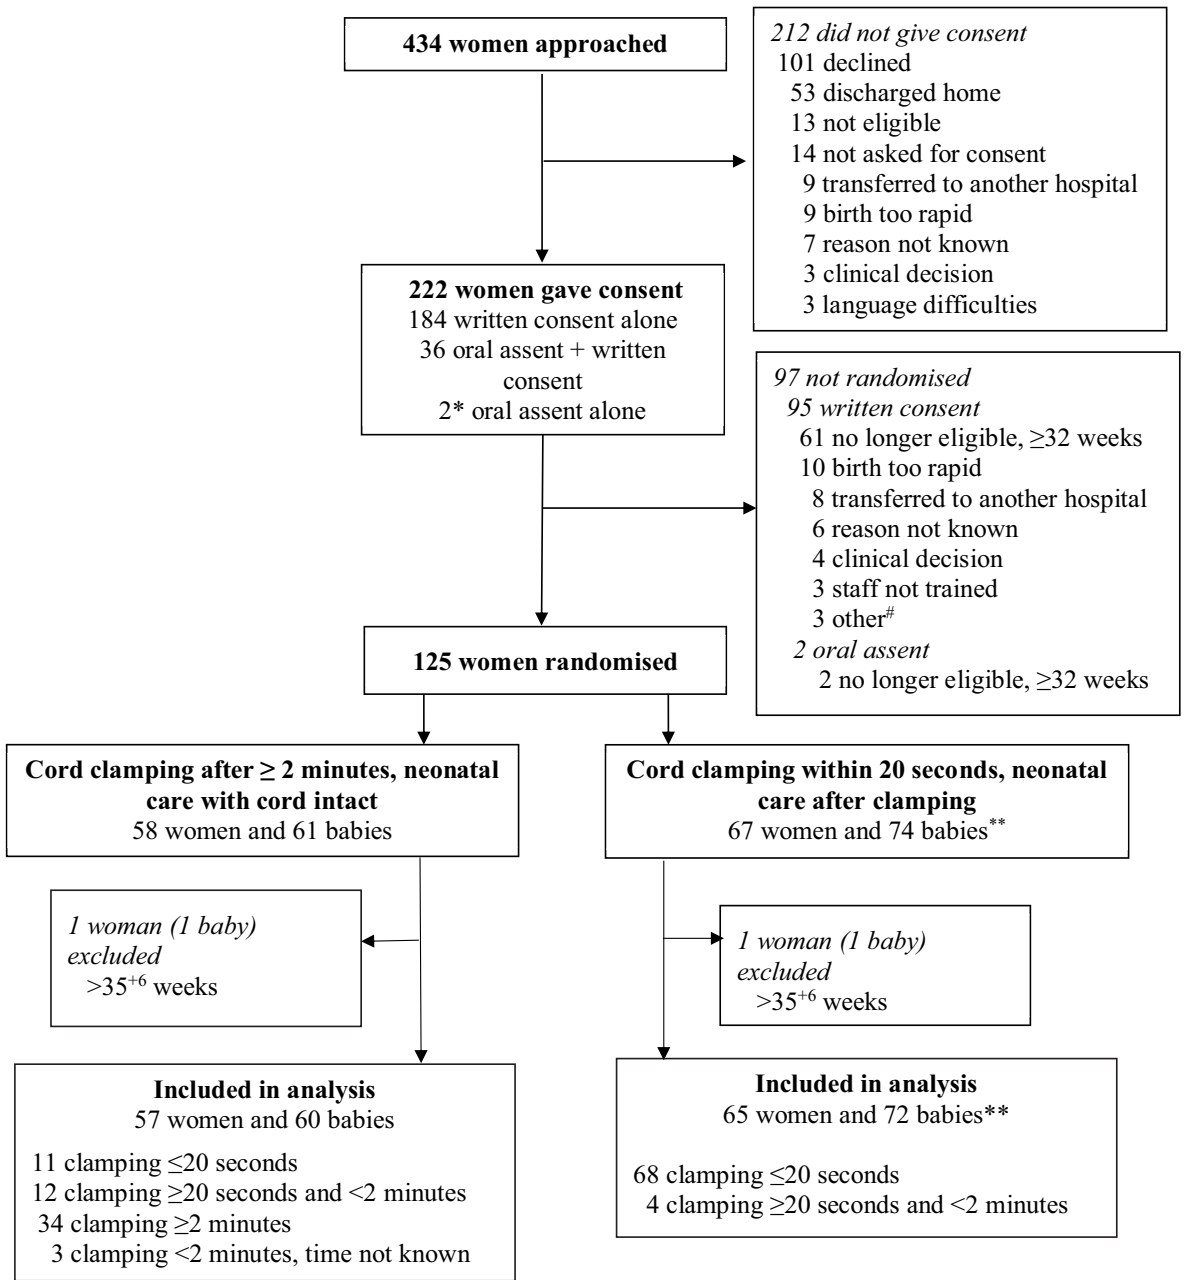 434 women approached
212 did not give consent
101 declined
53 discharged home
13 not eligible
14 not asked for consent
9 transferred to another hospital
9 birth too rapid
7 reason not known
3 clinical decision
3 language difficulties
222 women gave consent
184 written consent alone
36 oral assent + written
consent
2* oral assent alone
97 not randomised
95 written consent
61 no longer eligible, ≥32 weeks
10 birth too rapid
8 transferred to another hospital
6 reason not known
4 clinical decision
3 staff not trained
3 other#
2 oral assent
2 no longer eligible, ≥32 weeks
125 women randomised
Cord clamping after ≥ 2 minutes, neonatal
care with cord intact
58 women and 61 babies
Cord clamping within 20 seconds, neonatal
care after clamping
67 women and 74 babies**
1 woman (1 baby)
excluded
>35+6 weeks
1 woman (1 baby)
excluded
>35+6 weeks
Included in analysis
57 women and 60 babies
11 clamping ≤20 seconds
12 clamping ≥20 seconds and <2 minutes
34 clamping ≥2 minutes
3 clamping <2 minutes, time not known
Included in analysis
65 women and 72 babies**
68 clamping ≤20 seconds
4 clamping ≥20 seconds and <2 minutes